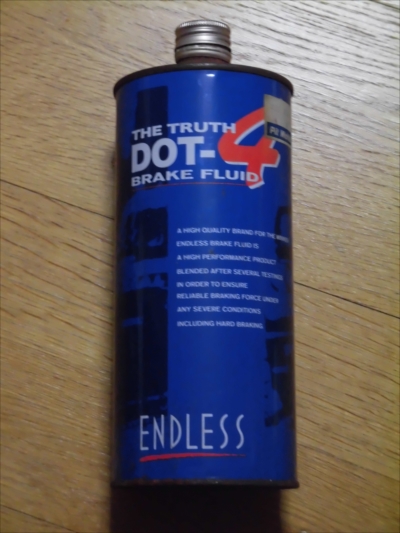 THE TRUTH
DOT-4
BRAKE FLUID
A HIGH QUALITY BRAND FOR THE
ENDLESS BRAKE FLUID IS
A HIGH PERFORMANCE PRODUCT
BLENDED AFTER SEVERAL TESTINGS
IN ORDER TO ENSURE
RELIABLE BRAKING FORCE UNDER
ANY SEVERE CONDITIONS
INCLUDING HARD BRAKING.
ENDLESS